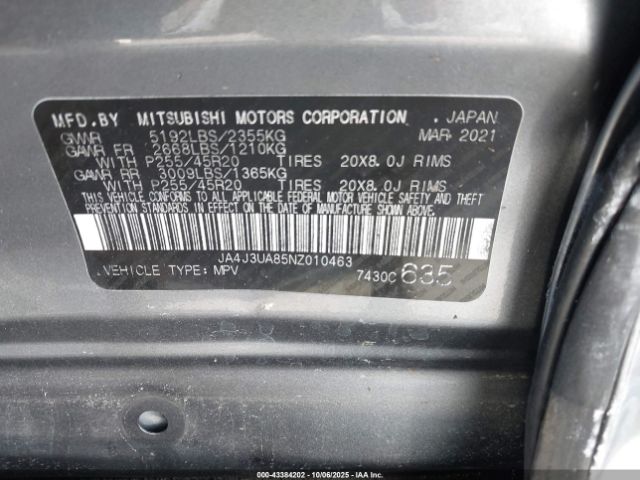 MFD.BY MITSUBISHI MOTORS CORPORATION . JAPAN
GVWR 5192LBS/2355KG MAR 2021
GAWR FR 2668LBS/1210KG
WITH P255/45R20 TIRES 20X8.0J RIMS
GAWR RR 3009LBS/1365KG
WITH P255/45R20 TIRES 20X8.0J RIMS
THIS VEHICLE CONFORMS TO ALL APPLICABLE FEDERAL MOTOR VEHICLE SAFETY AND THEFT
PREVENTION STANDARDS IN EFFECT ON THE DATE OF MANUFACTURE SHOWN ABOVE.
JA4J3UA85NZ010463
.VEHICLE TYPE: MPV 7430C 635
000-43384202 - 10/06/2025 - Copyright © IAA Holdings, LLC